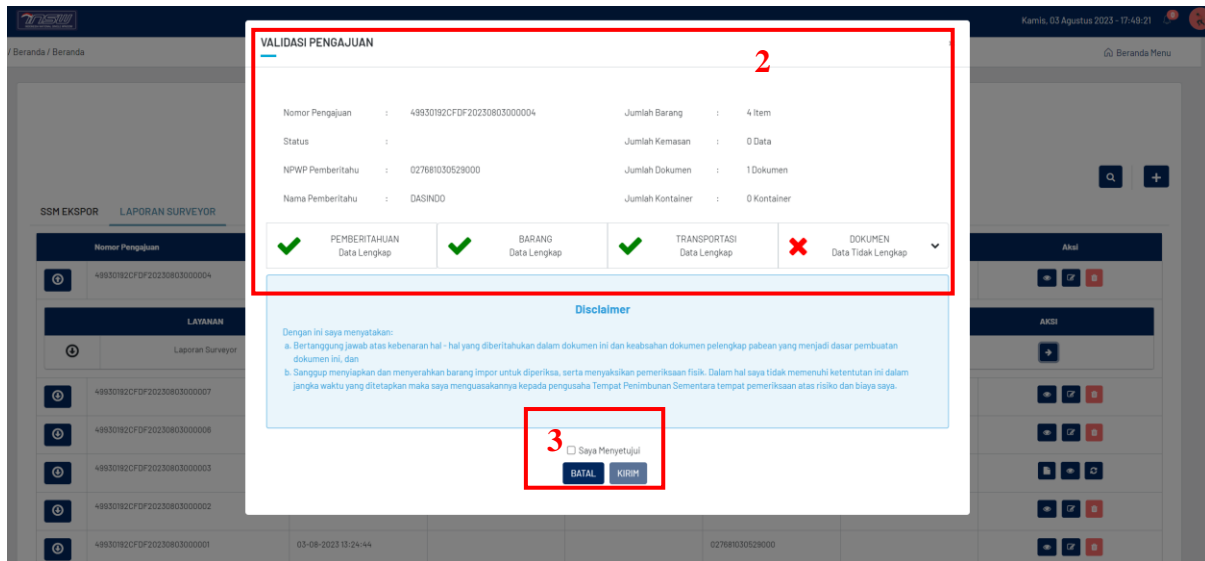 Kamis, 03 Agustus 2023 - 17:49:21
/ Beranda / Beranda
Beranda Menu
VALIDASI PENGAJUAN
2
Nomor Pengajuan : 49930192CFDF20230803000004
Jumlah Barang : 4 Item
Status :
Jumlah Kemasan : 0 Data
NPWP Pemberitahu : 027681030529000
Jumlah Dokumen : 1 Dokumen
Nama Pemberitahu : DASINDO
Jumlah Kontainer : 0 Kontainer
SSM EKSPOR LAPORAN SURVEYOR
PEMBERITAHUAN
Data Lengkap
BARANG
Data Lengkap
TRANSPORTASI
Data Lengkap
DOKUMEN
Data Tidak Lengkap
Nomor Pengajuan
Aksi
49930192CFDF20230803000004
LAYANAN
AKSI
Laporan Surveyor
Disclaimer
Dengan ini saya menyatakan:
a. Bertanggung jawab atas kebenaran hal - hal yang diberitahukan dalam dokumen ini dan keabsahan dokumen pelengkap pabean yang menjadi dasar pembuatan
dokumen ini, dan
b. Sanggup menyiapkan dan menyerahkan barang impor untuk diperiksa, serta menyaksikan pemeriksaan fisik. Dalam hal saya tidak memenuhi ketentutan ini dalam
jangka waktu yang ditetapkan maka saya menguasakannya kepada pengusaha Tempat Penimbunan Sementara tempat pemeriksaan atas risiko dan biaya saya.
49930192CFDF20230803000007
49930192CFDF20230803000006
3
Saya Menyetujui
BATAL KIRIM
49930192CFDF20230803000003
49930192CFDF20230803000002
49930192CFDF20230803000001
03-08-2023 13:24:44
027681030529000